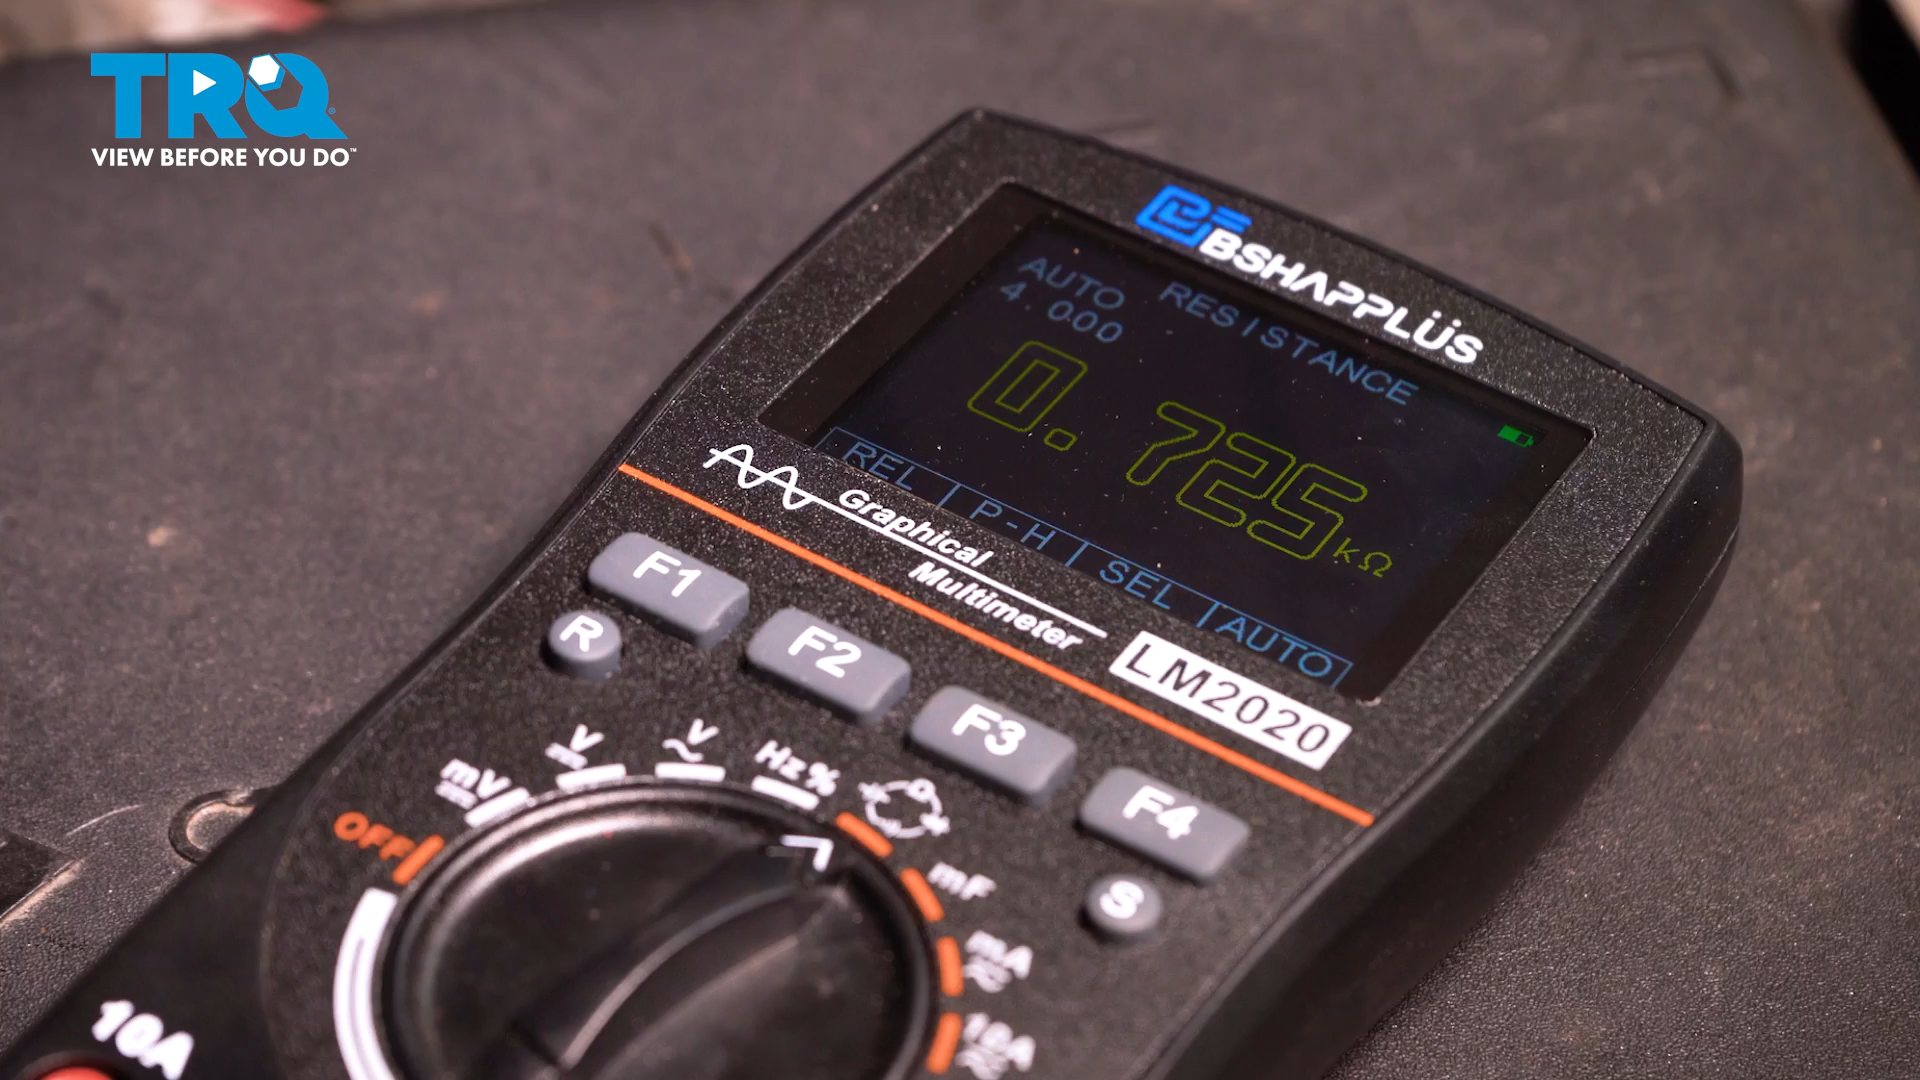 TRQ
VIEW BEFORE YOU DO™
BSHAPPLÜS
AUTO RESISTANCE
4.000
0.725 kΩ
REL P-H SEL AUTO
Graphical
Multimeter
LM2020
F1
F2
F3
F4
R
S
OFF
mV
V
V
Hz%
mF
mA
10A
10A